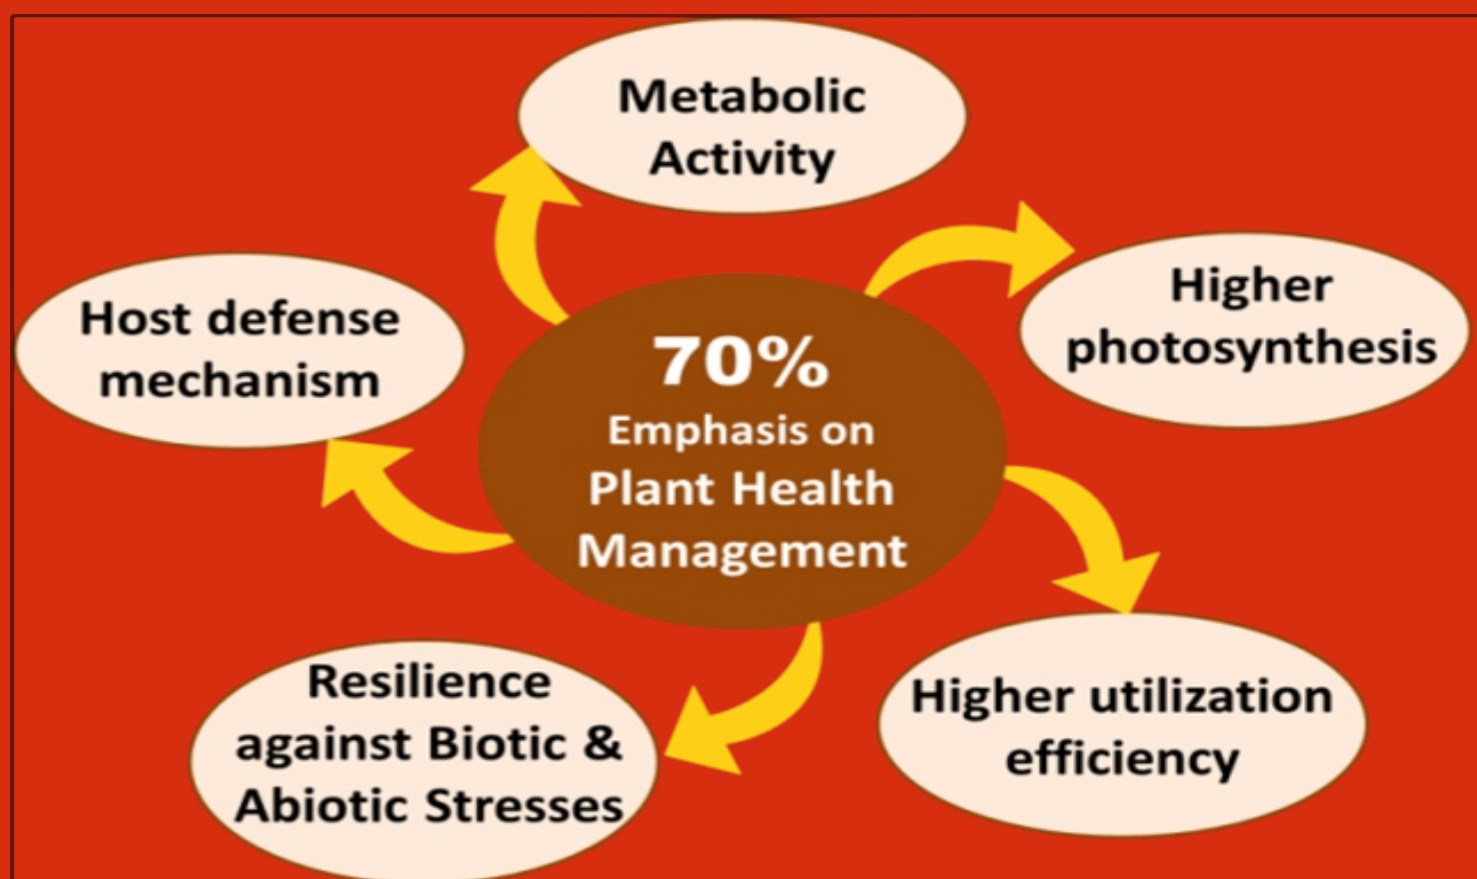 Metabolic
Activity
Higher
photosynthesis
Host defense
mechanism
70%
Emphasis on
Plant Health
Management
Higher utilization
efficiency
Resilience
against Biotic &
Abiotic Stresses